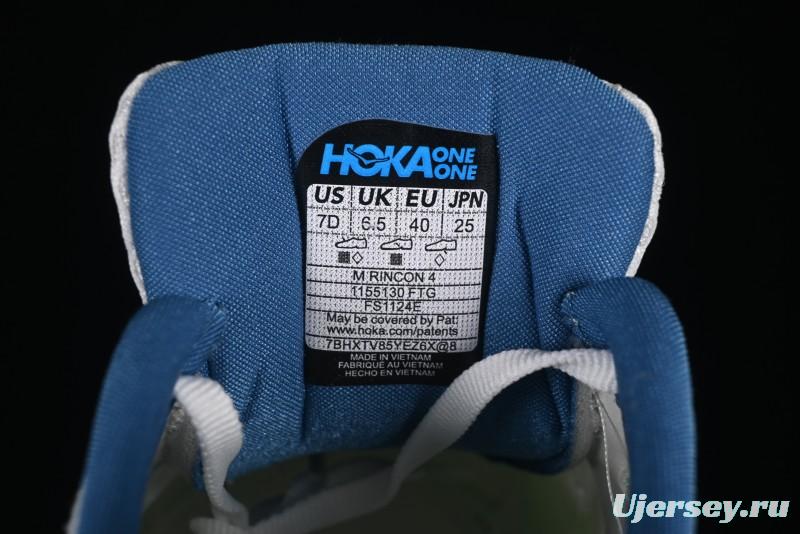 HOKA ONE ONE
US UK EU JPN
7D 6.5 40 25
M RINCON 4
1155130 FTG
FS1124E
May be covered by Pat:
www.hoka.com/patents
7BHXTV85YEZ6X@8
MADE IN VIETNAM
FABRIQUÉ AU VIETNAM
HECHO EN VIETNAM
Ujersey.ru